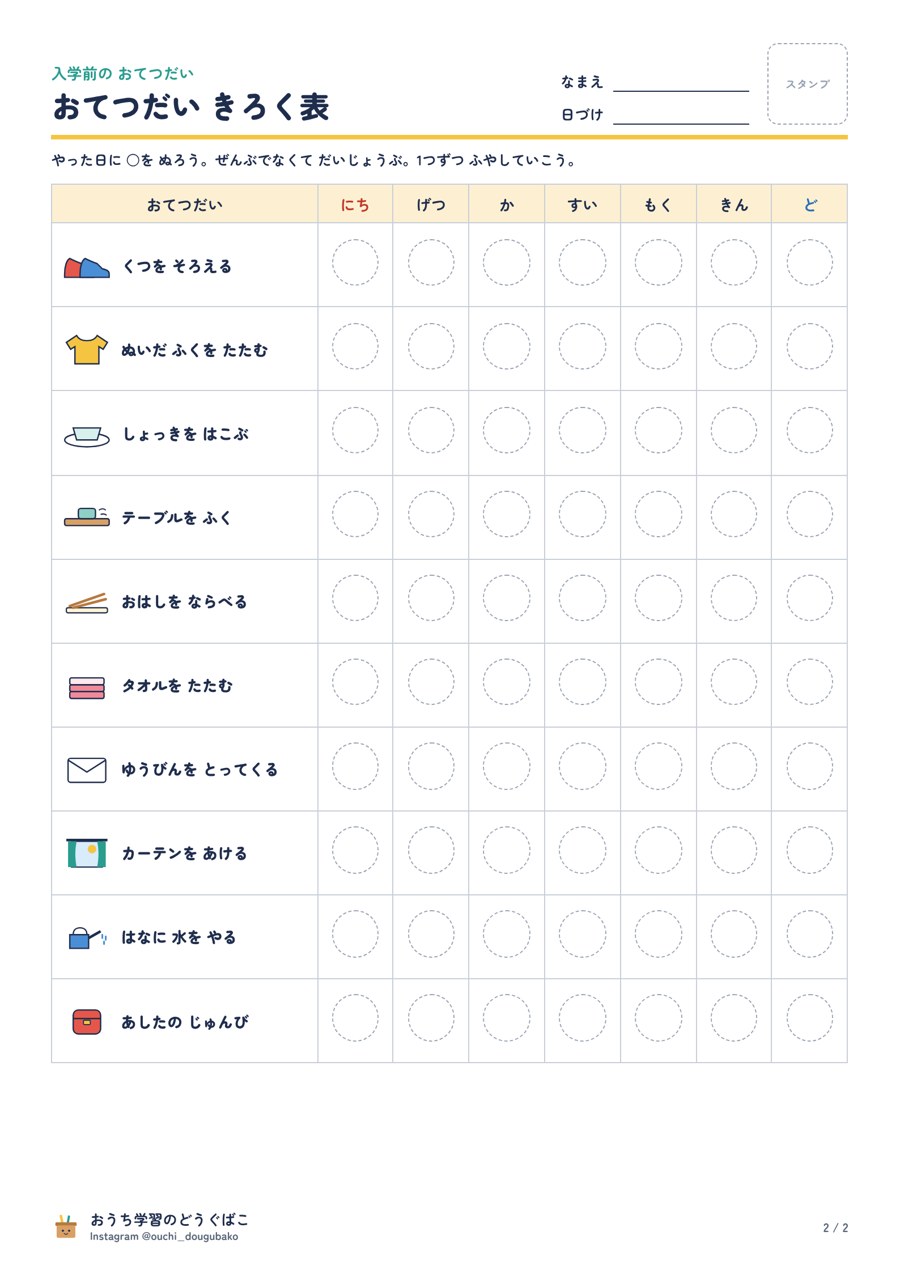 入学前の おてつだい
おてつだい きろく表
なまえ
日づけ
スタンプ
やった日に ○を ぬろう。ぜんぶでなくて だいじょうぶ。1つずつ ふやしていこう。
おてつだい にち げつ か すい もく きん ど
くつを そろえる
ぬいだ ふくを たたむ
しょっきを はこぶ
テーブルを ふく
おはしを ならべる
タオルを たたむ
ゆうびんを とってくる
カーテンを あける
はなに 水を やる
あしたの じゅんび
おうち学習のどうぐばこ
Instagram @ouchi_dougubako
2 / 2